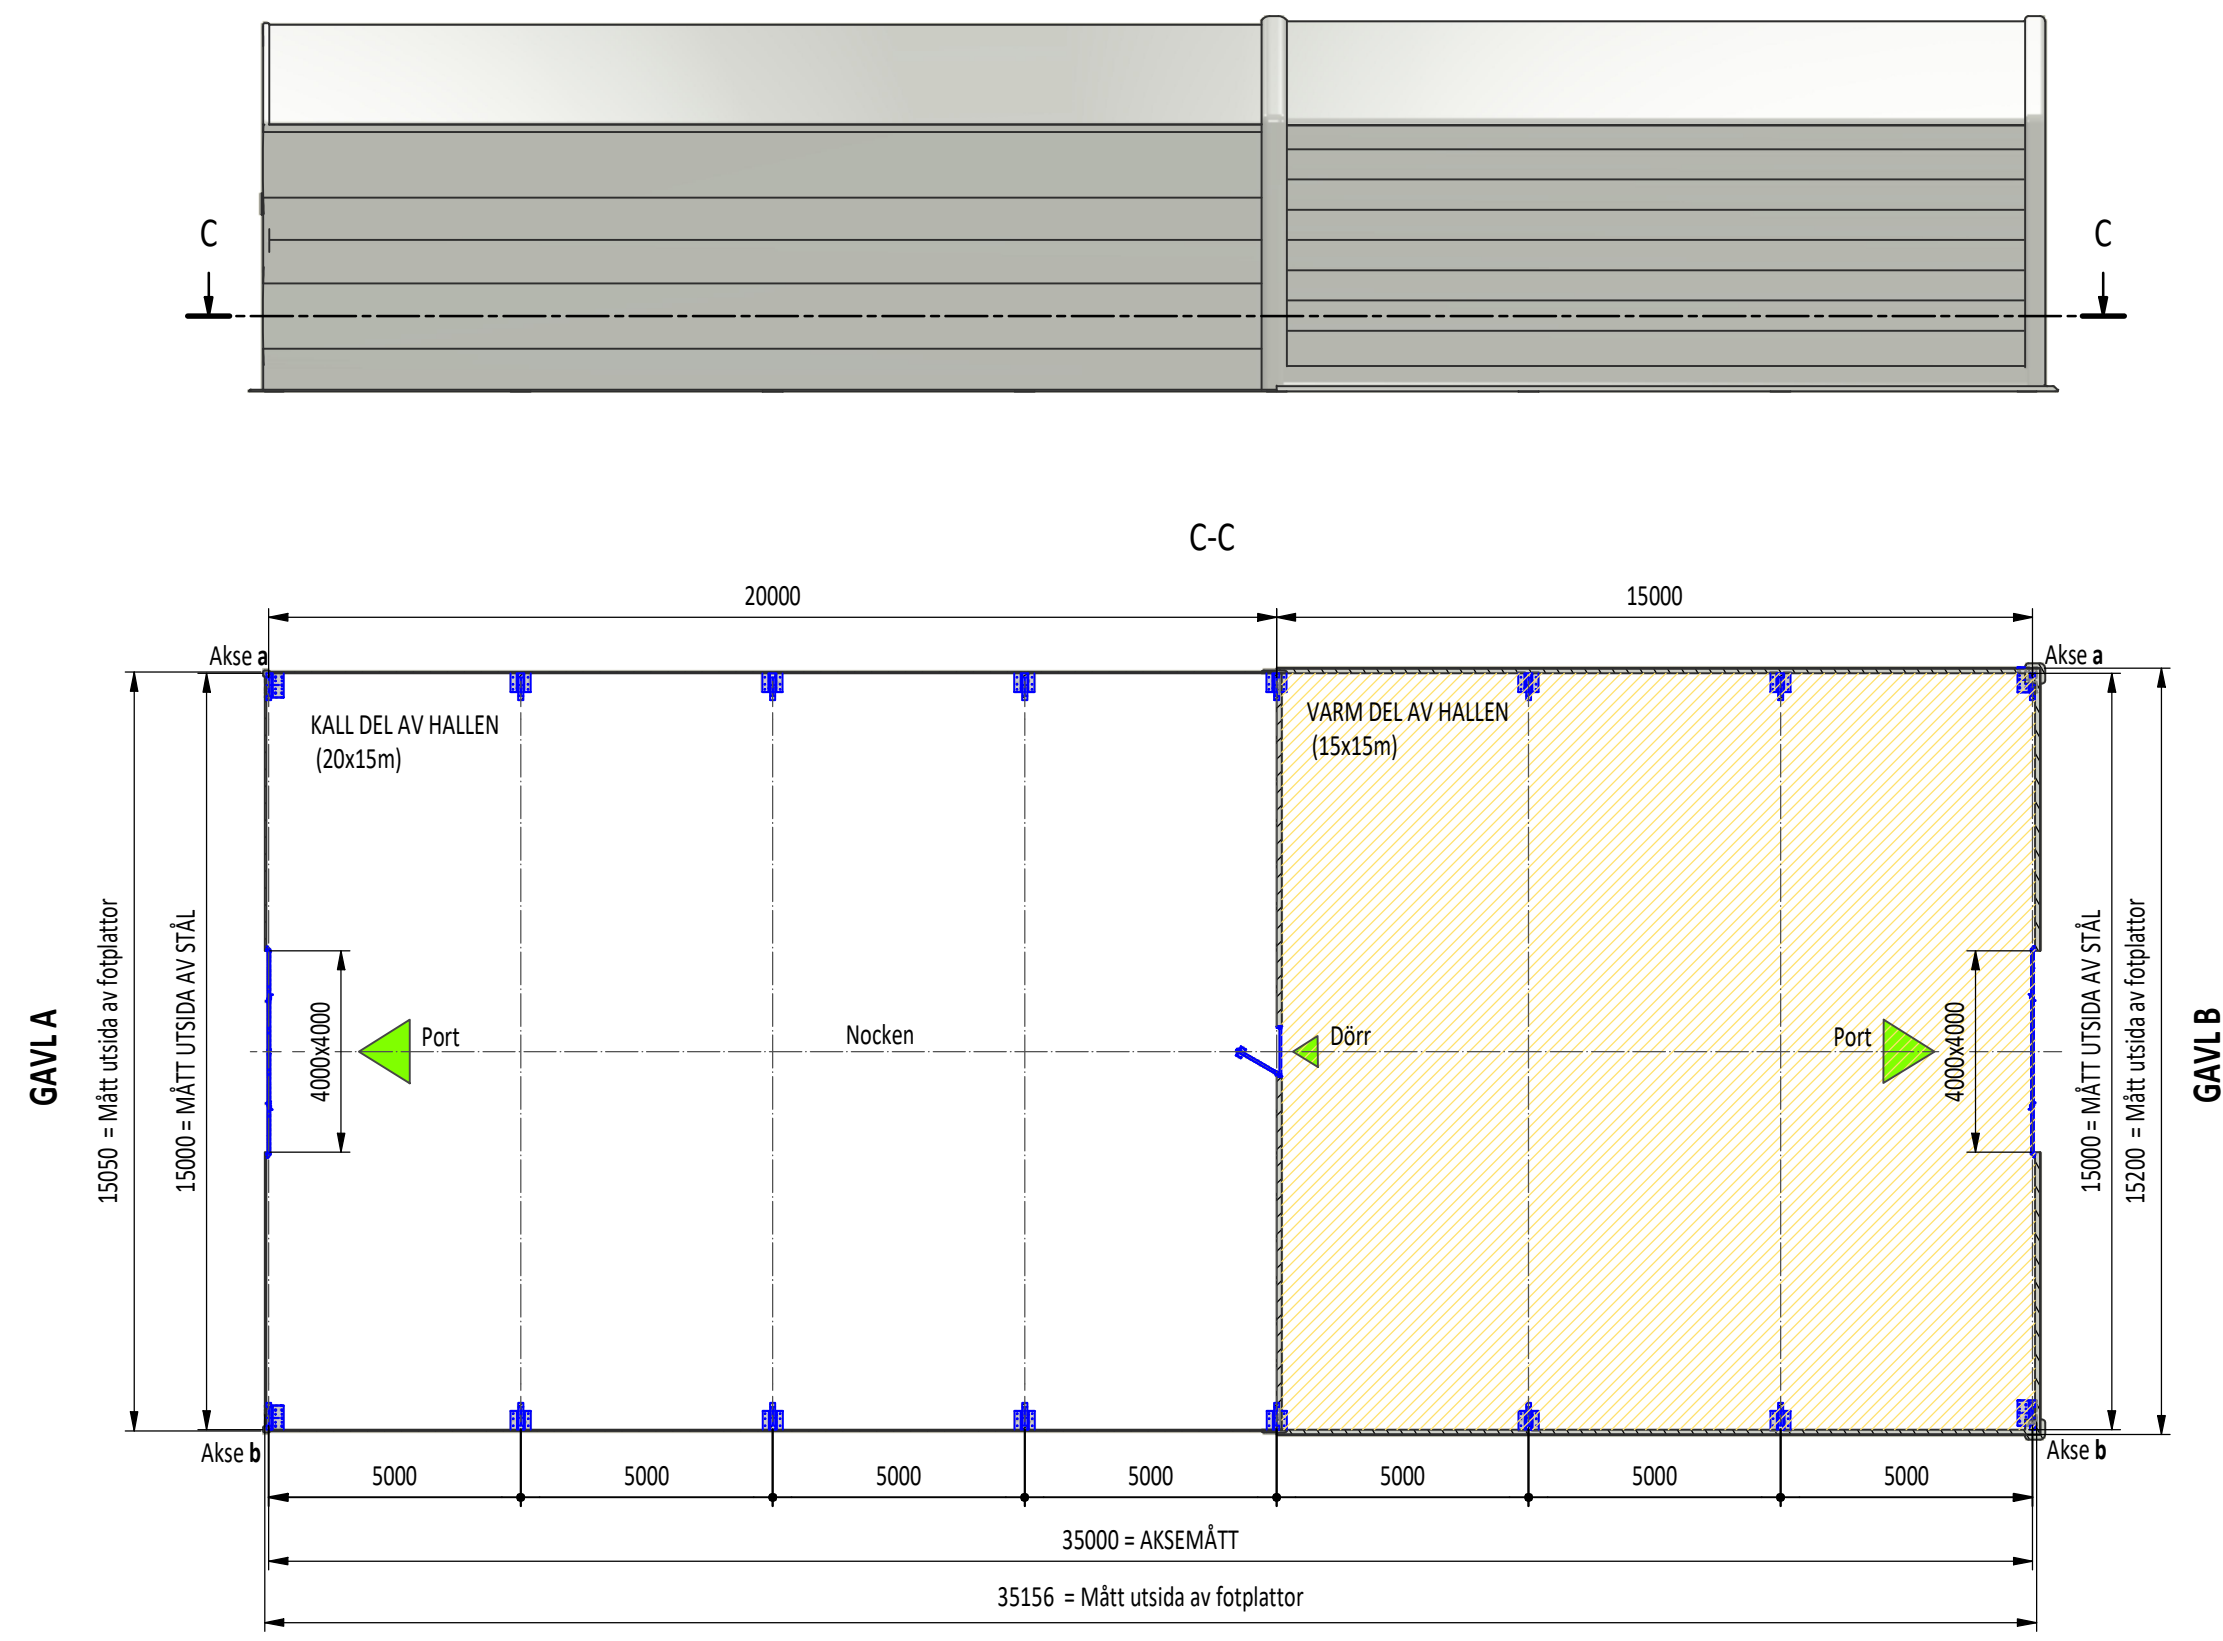 C
C
C-C
20000
15000
Akse a
Akse a
KALL DEL AV HALLEN
(20x15m)
VARM DEL AV HALLEN
(15x15m)
GAVL A
15050 = Mått utsida av fotplattor
15000 = MÅTT UTSIDA AV STÅL
4000x4000
Port
Nocken
Dörr
Port
4000x4000
15000 = MÅTT UTSIDA AV STÅL
15200 = Mått utsida av fotplattor
GAVL B
Akse b
Akse b
5000
5000
5000
5000
5000
5000
5000
35000 = AKSEMÅTT
35156 = Mått utsida av fotplattor